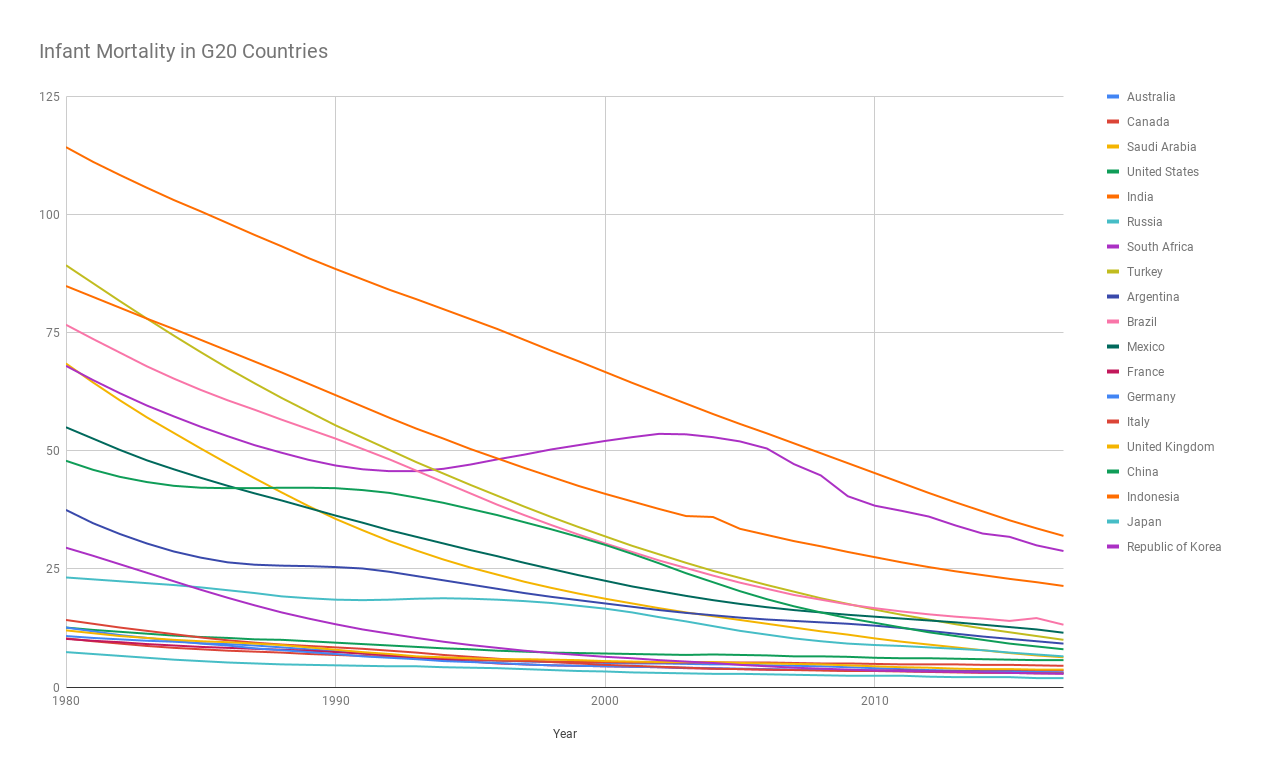 Infant Mortality in G20 Countries
125
100
75
50
25
0
1980
1990
2000
2010
Year
Australia
Canada
Saudi Arabia
United States
India
Russia
South Africa
Turkey
Argentina
Brazil
Mexico
France
Germany
Italy
United Kingdom
China
Indonesia
Japan
Republic of Korea